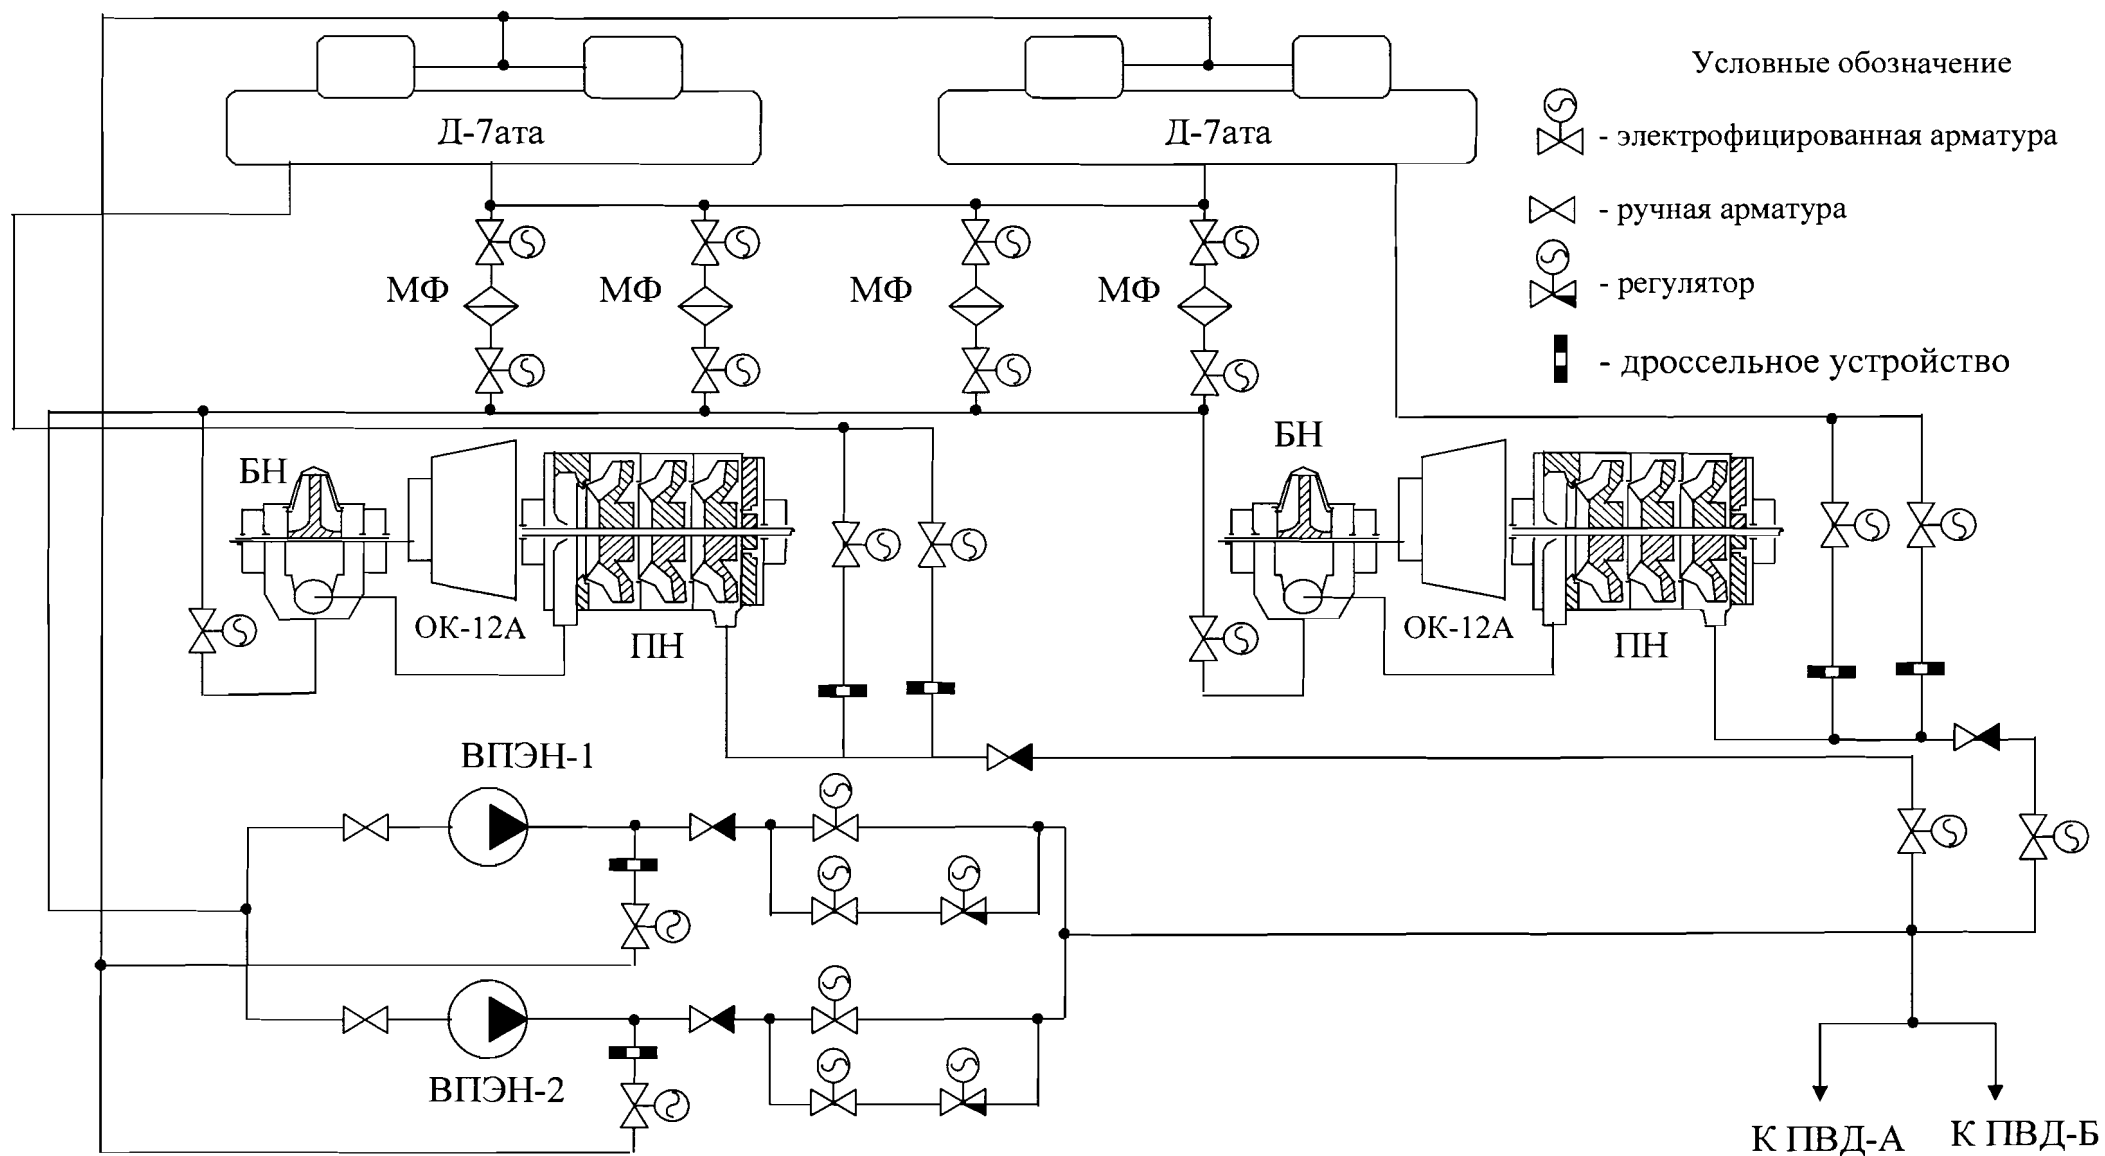 Условные обозначение
- электрофицированная арматура
- ручная арматура
- регулятор
- дроссельное устройство
Д-7ата
Д-7ата
МФ
МФ
МФ
МФ
БН
ОК-12А
ПН
БН
ОК-12А
ПН
ВПЭН-1
ВПЭН-2
К ПВД-А
К ПВД-Б